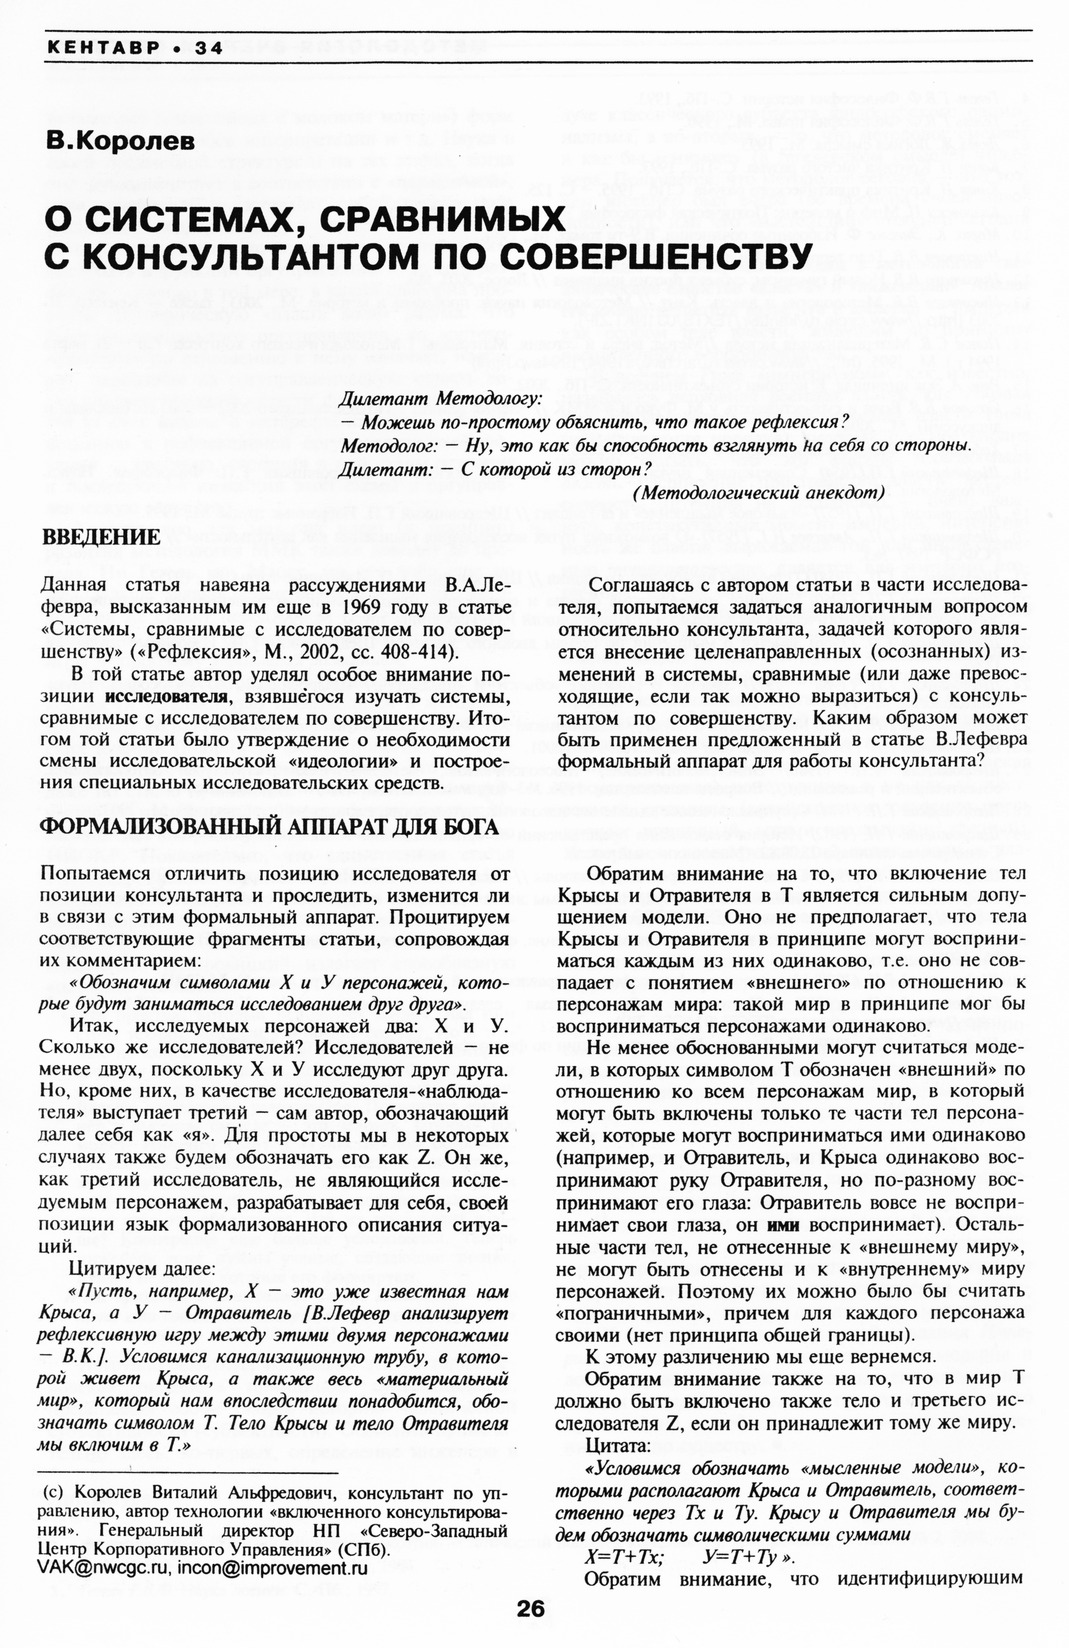 КЕНТАВР • 34
В.Королев
О СИСТЕМАХ, СРАВНИМЫХ
С КОНСУЛЬТАНТОМ ПО СОВЕРШЕНСТВУ
Дилетант Методологу:
— Можешь по-простому объяснить, что такое рефлексия?
Методолог: — Ну, это как бы способность взглянуть на себя со стороны.
Дилетант: — С которой из сторон?
(Методологический анекдот)
ВВЕДЕНИЕ
Данная статья навеяна рассуждениями В.А.Ле-
февра, высказанным им еще в 1969 году в статье
«Системы, сравнимые с исследователем по совер-
шенству» («Рефлексия», М., 2002, сс. 408-414).
В той статье автор уделял особое внимание по-
зиции исследователя, взявшегося изучать системы,
сравнимые с исследователем по совершенству. Ито-
гом той статьи было утверждение о необходимости
смены исследовательской «идеологии» и построе-
ния специальных исследовательских средств.
Соглашаясь с автором статьи в части исследова-
теля, попытаемся задаться аналогичным вопросом
относительно консультанта, задачей которого явля-
ется внесение целенаправленных (осознанных) из-
менений в системы, сравнимые (или даже превос-
ходящие, если так можно выразиться) с консуль-
тантом по совершенству. Каким образом может
быть применен предложенный в статье В.Лефевра
формальный аппарат для работы консультанта?
ФОРМАЛИЗОВАННЫЙ АППАРАТ ДЛЯ БОГА
Попытаемся отличить позицию исследователя от
позиции консультанта и проследить, изменится ли
в связи с этим формальный аппарат. Процитируем
соответствующие фрагменты статьи, сопровождая
их комментарием:
«Обозначим символами X и У персонажей, кото-
рые будут заниматься исследованием друг друга».
Итак, исследуемых персонажей два: X и У.
Сколько же исследователей? Исследователей — не
менее двух, поскольку X и У исследуют друг друга.
Но, кроме них, в качестве исследователя-«наблюда-
теля» выступает третий — сам автор, обозначающий
далее себя как «я». Для простоты мы в некоторых
случаях также будем обозначать его как Z. Он же,
как третий исследователь, не являющийся иссле-
дуемым персонажем, разрабатывает для себя, своей
позиции язык формализованного описания ситуа-
ций.
Цитируем далее:
«Пусть, например, X — это уже известная нам
Крыса, а У — Отравитель [В.Лефевр анализирует
рефлексивную игру между этими двумя персонажами
— В.К.]. Условимся канализационную трубу, в кото-
рой живет Крыса, а также весь «материальный
мир», который нам впоследствии понадобится, обо-
значать символом Т. Тело Крысы и тело Отравителя
мы включим в Т.»
(с) Королев Виталий Альфредович, консультант по уп-
равлению, автор технологии «включенного консультирова-
ния». Генеральный директор НП «Северо-Западный
Центр Корпоративного Управления» (СПб).
VAK@nwcgc.ru, incon@improvement.ru
Обратим внимание на то, что включение тел
Крысы и Отравителя в Т является сильным допу-
щением модели. Оно не предполагает, что тела
Крысы и Отравителя в принципе могут восприни-
маться каждым из них одинаково, т.е. оно не сов-
падает с понятием «внешнего» по отношению к
персонажам мира: такой мир в принципе мог бы
восприниматься персонажами одинаково.
Не менее обоснованными могут считаться моде-
ли, в которых символом Т обозначен «внешний» по
отношению ко всем персонажам мир, в который
могут быть включены только те части тел персона-
жей, которые могут восприниматься ими одинаково
(например, и Отравитель, и Крыса одинаково вос-
принимают руку Отравителя, но по-разному вос-
принимают его глаза: Отравитель вовсе не воспри-
нимает свои глаза, он ими воспринимает). Осталь-
ные части тел, не отнесенные к «внешнему миру»,
не могут быть отнесены и к «внутреннему» миру
персонажей. Поэтому их можно было бы считать
«пограничными», причем для каждого персонажа
своими (нет принципа общей границы).
К этому различению мы еще вернемся.
Обратим внимание также на то, что в мир Т
должно быть включено также тело и третьего ис-
следователя Z, если он принадлежит тому же миру.
Цитата:
«Условимся обозначать «мысленные модели», ко-
торыми располагают Крыса и Отравитель, соответ-
ственно через Тх и Ту. Крысу и Отравителя мы бу-
дем обозначать символическими суммами
X=T+Tx; У=T+Ту ».
Обратим внимание, что идентифицирующим
26